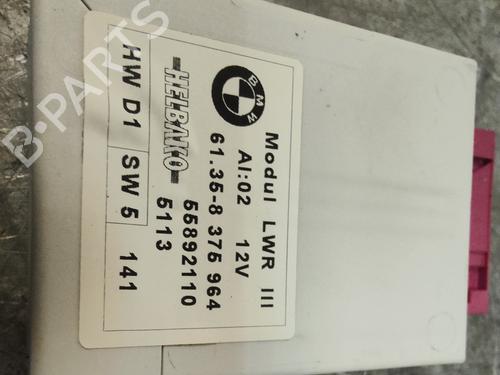 BMW
Modul LWR III
AI:02 12V
61.35-8 375 964
HELBAKO 55892110
5113
HW D1 SW 5 141